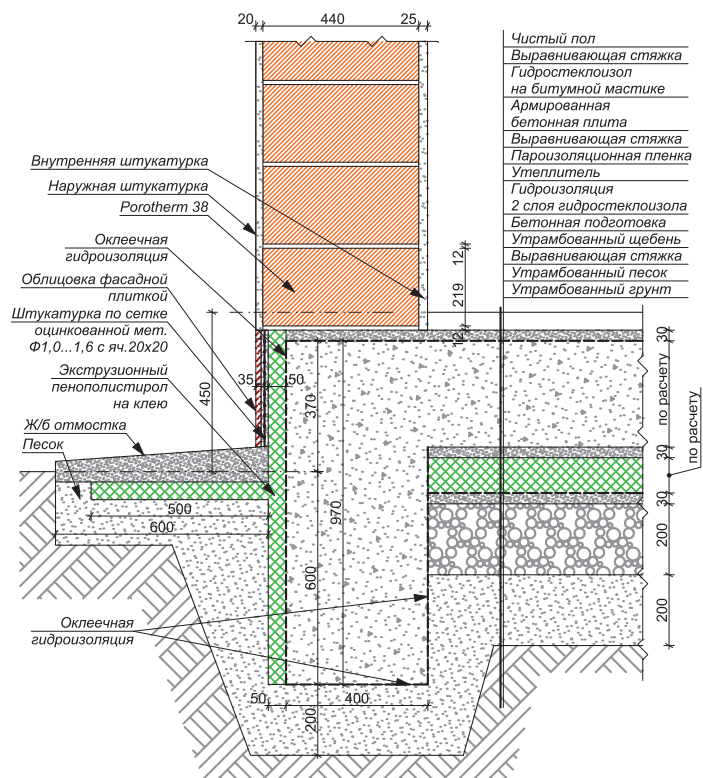 20
440
25
Чистый пол
Выравнивающая стяжка
Гидростеклоизол
на битумной мастике
Армированная
бетонная плита
Выравнивающая стяжка
Пароизоляционная пленка
Утеплитель
Гидроизоляция
2 слоя гидростеклоизола
Бетонная подготовка
Утрамбованный щебень
Выравнивающая стяжка
Утрамбованный песок
Утрамбованный грунт
Внутренняя штукатурка
Наружная штукатурка
Porotherm 38
Оклеечная
гидроизоляция
Облицовка фасадной
плиткой
Штукатурка по сетке
оцинкованной мет.
Ф1,0...1,6 с яч.20х20
Экструзионный
пенополистирол
на клею
Ж/б отмостка
Песок
12
219
12
450
35
50
370
30
по расчету
30
по расчету
30
200
200
500
600
970
600
Оклеечная
гидроизоляция
50
400
200